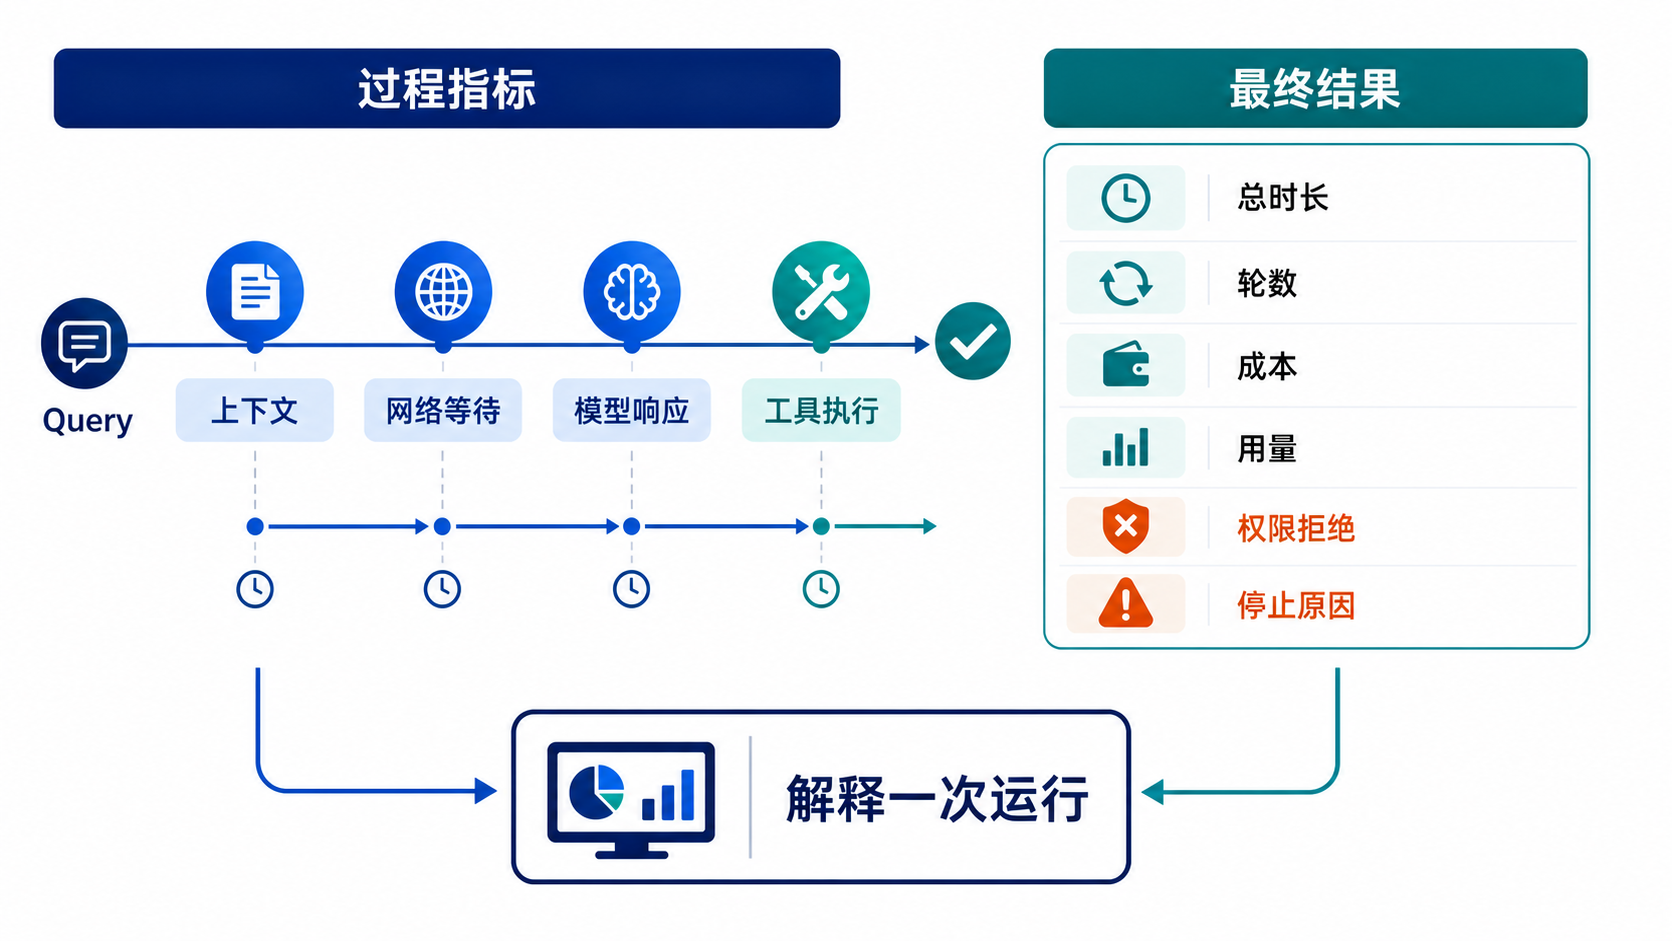 过程指标
Query
上下文
网络等待
模型响应
工具执行
最终结果
总时长
轮数
成本
用量
权限拒绝
停止原因
解释一次运行